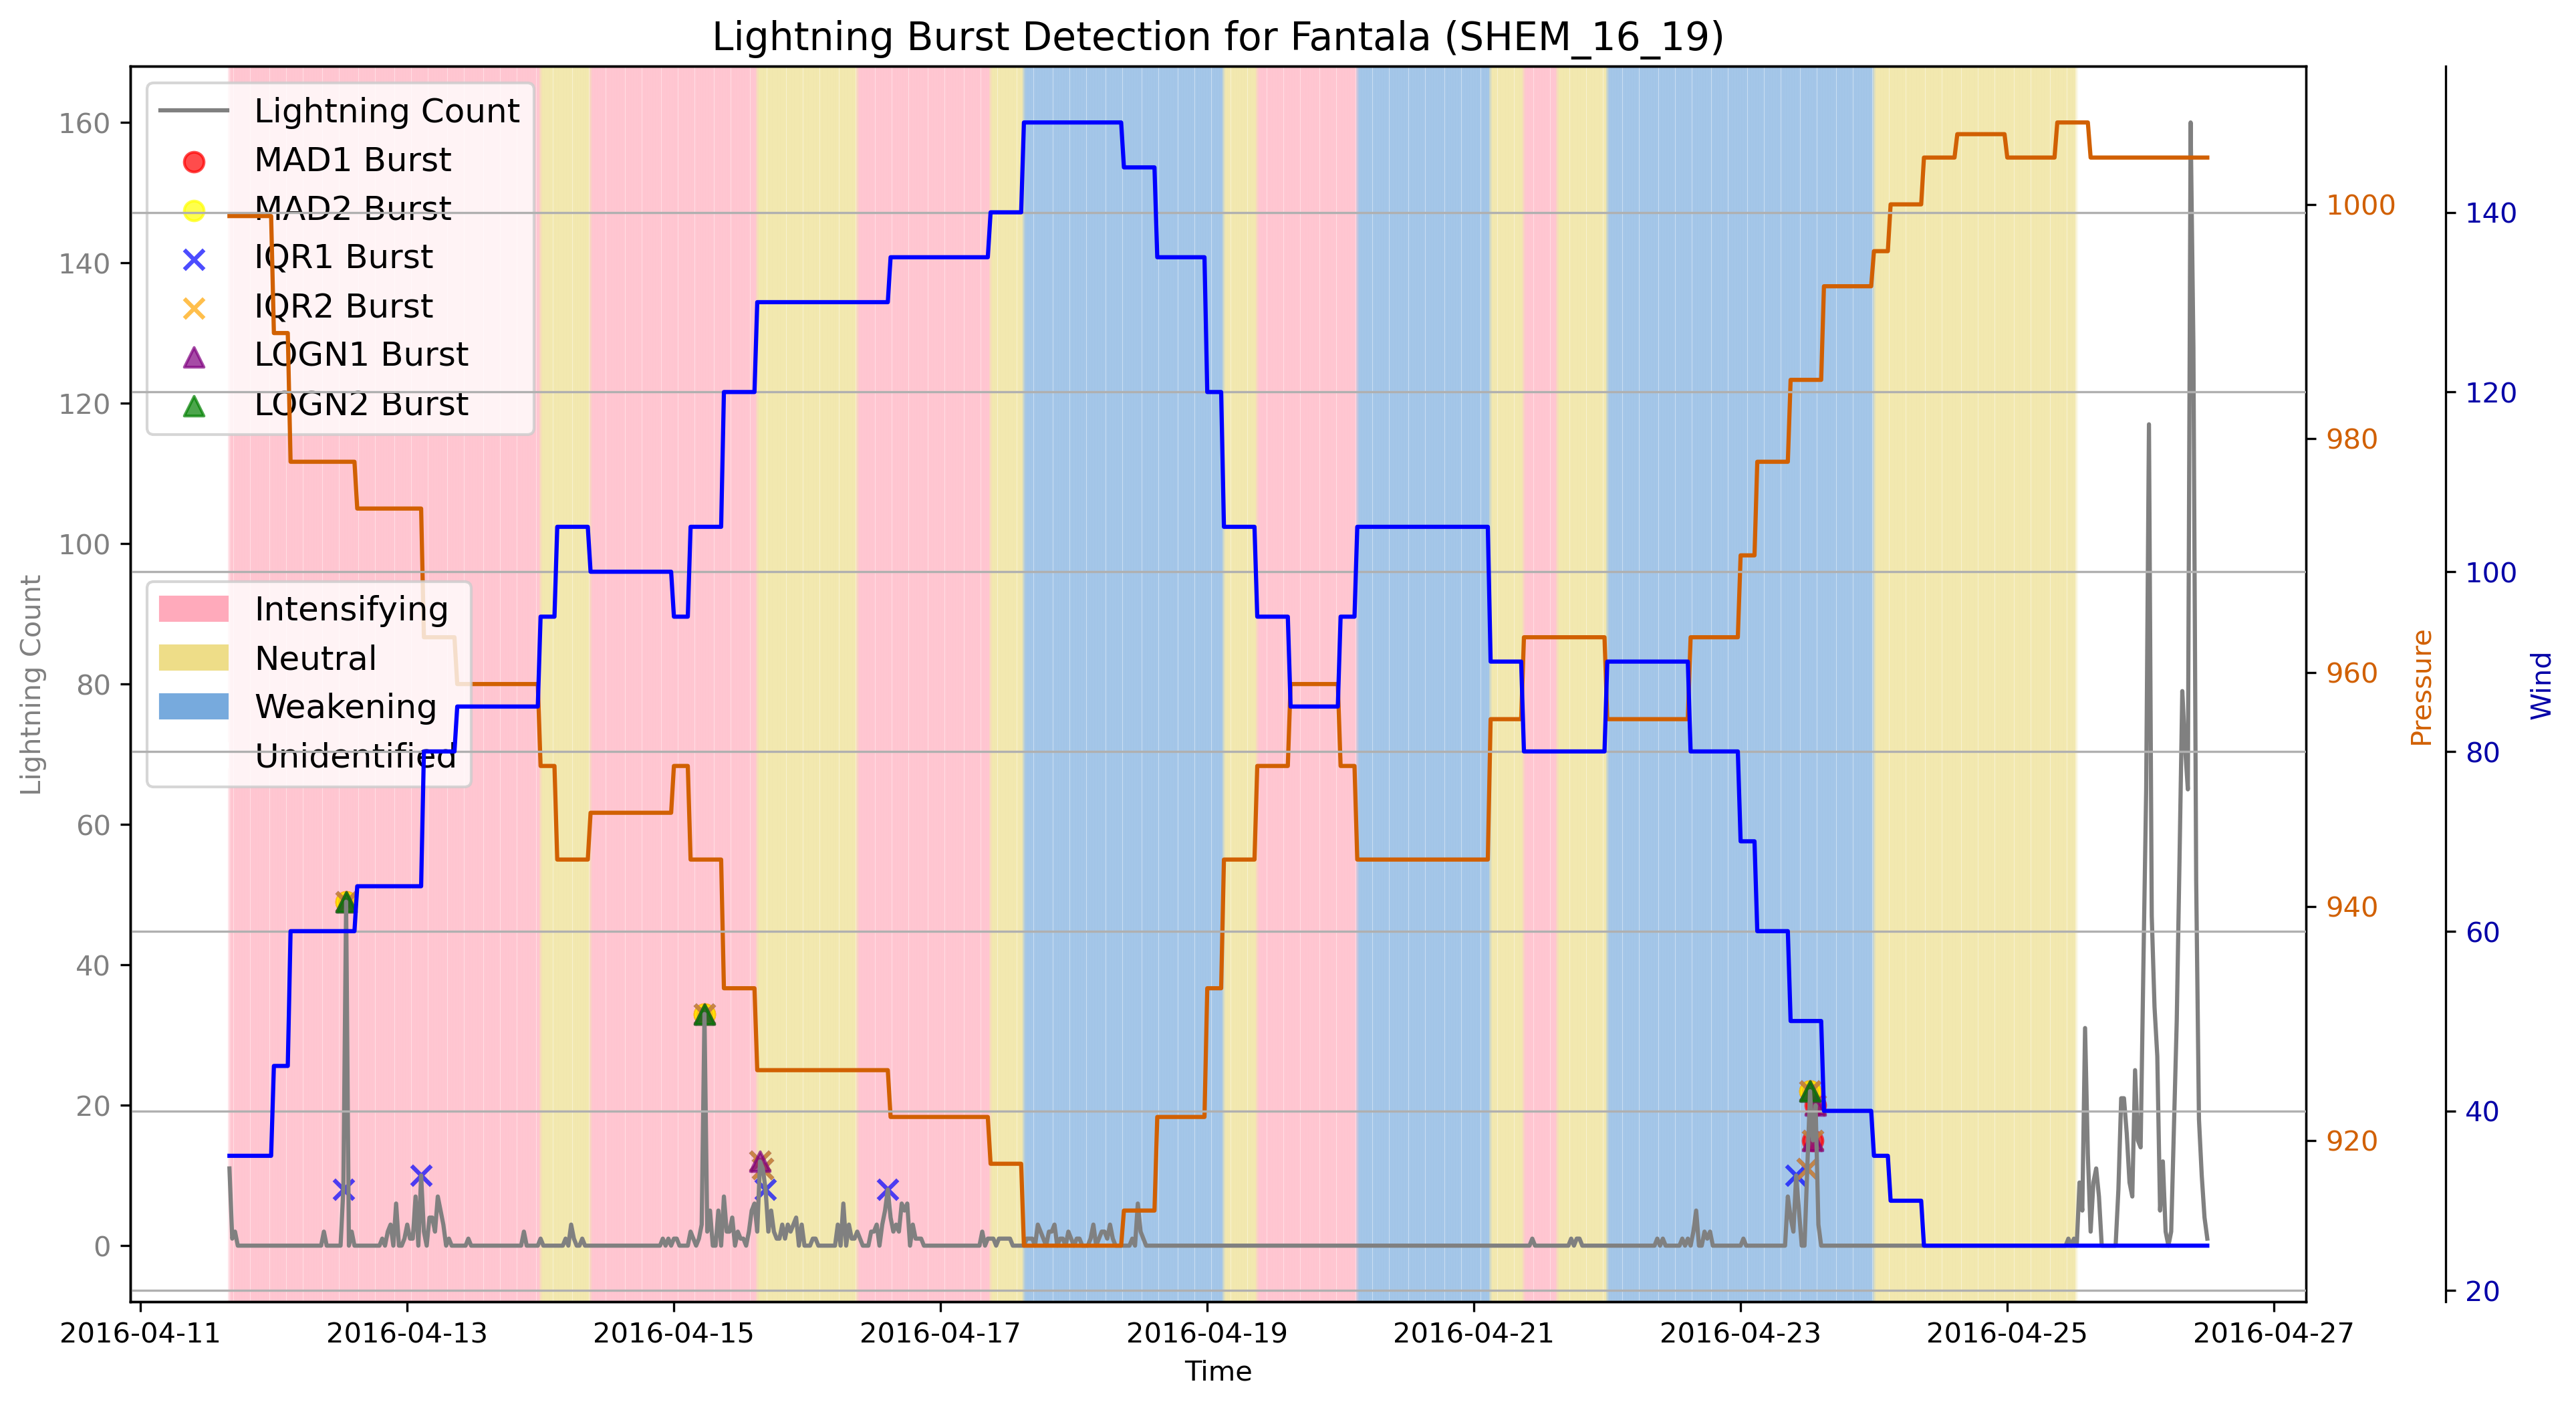 Lightning Burst Detection for Fantala (SHEM_16_19)
Lightning Count
MAD1 Burst
MAD2 Burst
IQR1 Burst
IQR2 Burst
LOGN1 Burst
LOGN2 Burst
Intensifying
Neutral
Weakening
Unidentified
Lightning Count
160
140
120
100
80
60
40
20
0
1000
980
960
940
920
Pressure
140
120
100
80
60
40
20
Wind
2016-04-11
2016-04-13
2016-04-15
2016-04-17
2016-04-19
2016-04-21
2016-04-23
2016-04-25
2016-04-27
Time